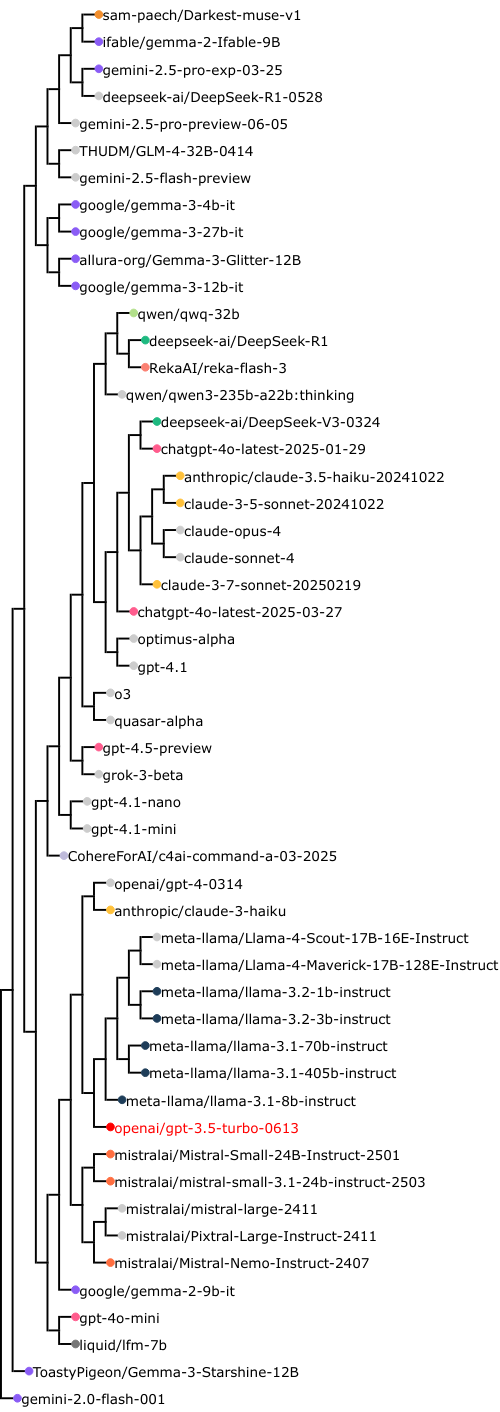 sam-paech/Darkest-muse-v1
ifable/gemma-2-Ifable-9B
gemini-2.5-pro-exp-03-25
deepseek-ai/DeepSeek-R1-0528
gemini-2.5-pro-preview-06-05
THUDM/GLM-4-32B-0414
gemini-2.5-flash-preview
google/gemma-3-4b-it
google/gemma-3-27b-it
allura-org/Gemma-3-Glitter-12B
google/gemma-3-12b-it
qwen/qwq-32b
deepseek-ai/DeepSeek-R1
RekaAI/reka-flash-3
qwen/qwen3-235b-a22b:thinking
deepseek-ai/DeepSeek-V3-0324
chatgpt-4o-latest-2025-01-29
anthropic/claude-3.5-haiku-20241022
claude-3-5-sonnet-20241022
claude-opus-4
claude-sonnet-4
claude-3-7-sonnet-20250219
chatgpt-4o-latest-2025-03-27
optimus-alpha
gpt-4.1
o3
quasar-alpha
gpt-4.5-preview
grok-3-beta
gpt-4.1-nano
gpt-4.1-mini
CohereForAI/c4ai-command-a-03-2025
openai/gpt-4-0314
anthropic/claude-3-haiku
meta-llama/Llama-4-Scout-17B-16E-Instruct
meta-llama/Llama-4-Maverick-17B-128E-Instruct
meta-llama/llama-3.2-1b-instruct
meta-llama/llama-3.2-3b-instruct
meta-llama/llama-3.1-70b-instruct
meta-llama/llama-3.1-405b-instruct
meta-llama/llama-3.1-8b-instruct
openai/gpt-3.5-turbo-0613
mistralai/Mistral-Small-24B-Instruct-2501
mistralai/mistral-small-3.1-24b-instruct-2503
mistralai/mistral-large-2411
mistralai/Pixtral-Large-Instruct-2411
mistralai/Mistral-Nemo-Instruct-2407
google/gemma-2-9b-it
gpt-4o-mini
liquid/lfm-7b
ToastyPigeon/Gemma-3-Starshine-12B
gemini-2.0-flash-001